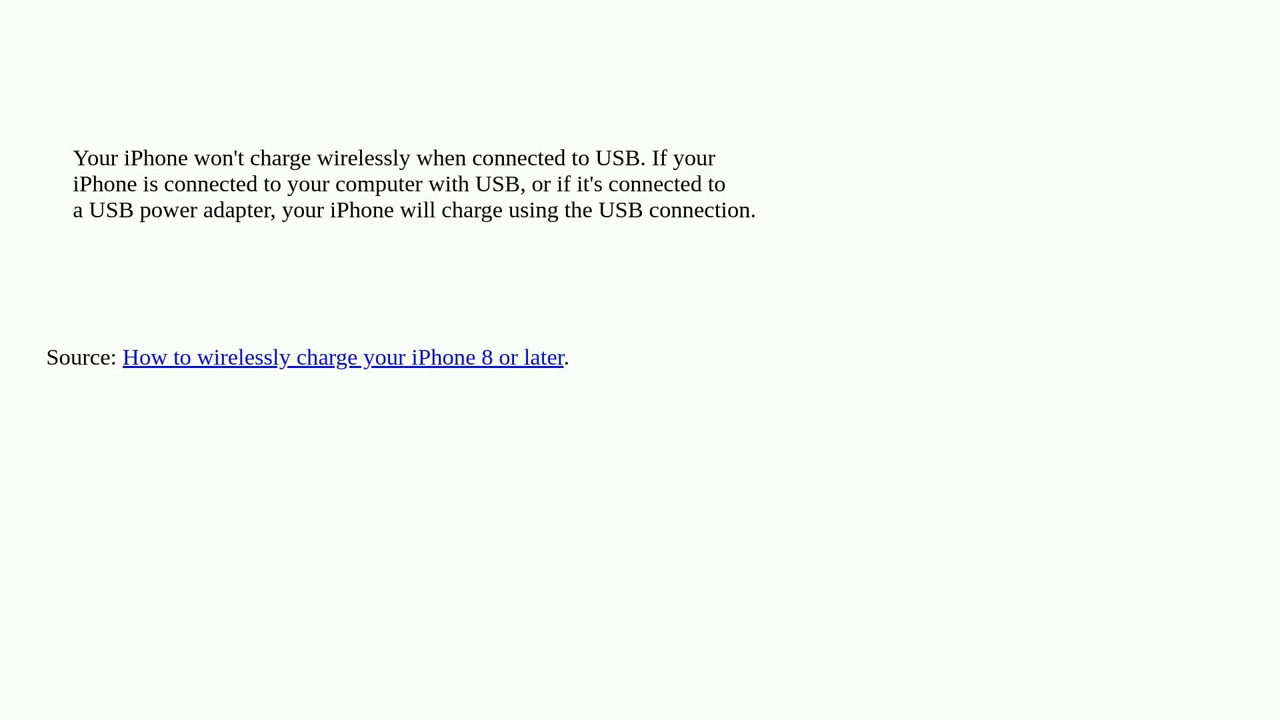 Your iPhone won't charge wirelessly when connected to USB. If your
iPhone is connected to your computer with USB, or if it's connected to
a USB power adapter, your iPhone will charge using the USB connection.
Source: How to wirelessly charge your iPhone 8 or later.